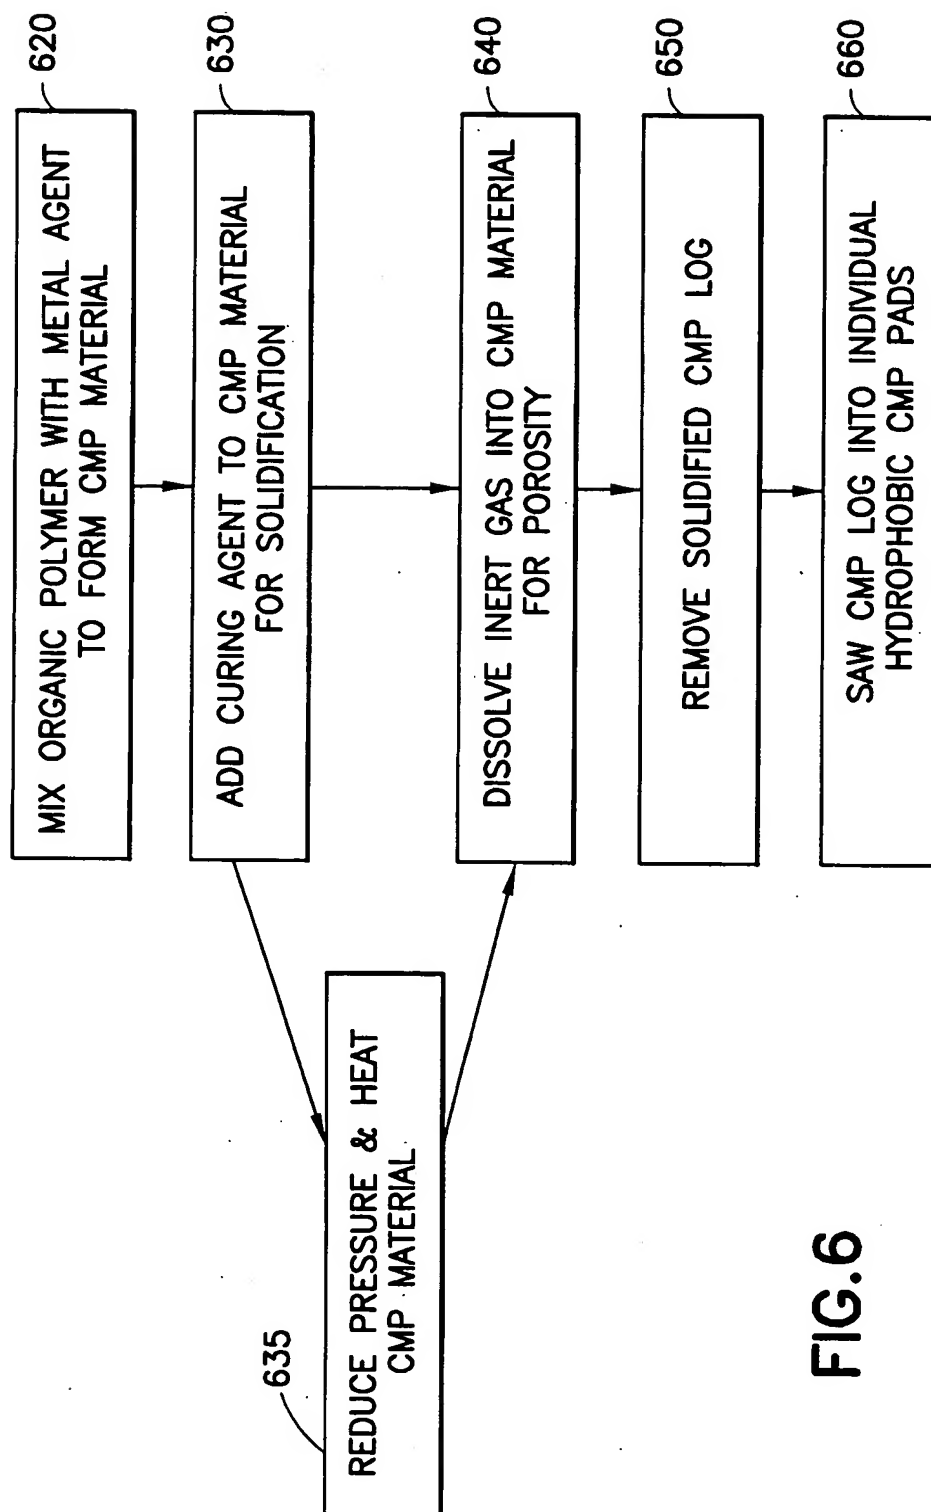 620
MIX ORGANIC POLYMER WITH METAL AGENT
TO FORM CMP MATERIAL
630
ADD CURING AGENT TO CMP MATERIAL
FOR SOLIDIFICATION
635
REDUCE PRESSURE & HEAT
CMP MATERIAL
640
DISSOLVE INERT GAS INTO CMP MATERIAL
FOR POROSITY
650
REMOVE SOLIDIFIED CMP LOG
660
SAW CMP LOG INTO INDIVIDUAL
HYDROPHOBIC CMP PADS
FIG.6